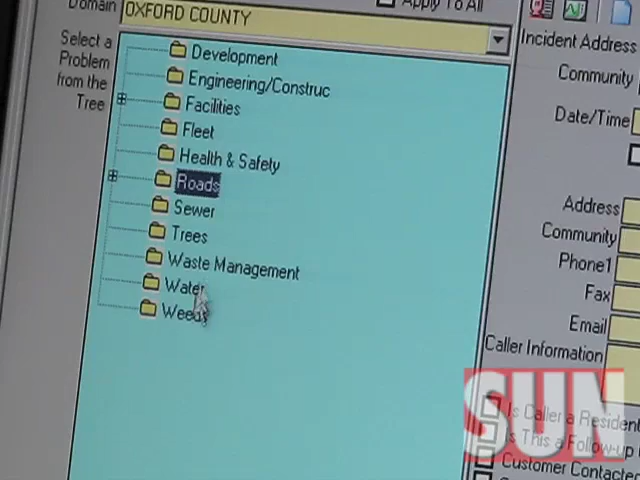 Domain
OXFORD COUNTY
Apply To All
Select a
Problem
from the
Tree
Development
Engineering/Construc
Facilities
Fleet
Health & Safety
Roads
Sewer
Trees
Waste Management
Water
Weeds
Incident Address
Community
Date/Time
Address
Community
Phone1
Fax
Email
Caller Information
Is Caller a Resident
Is This a Follow-up
Customer Contacted
SUN